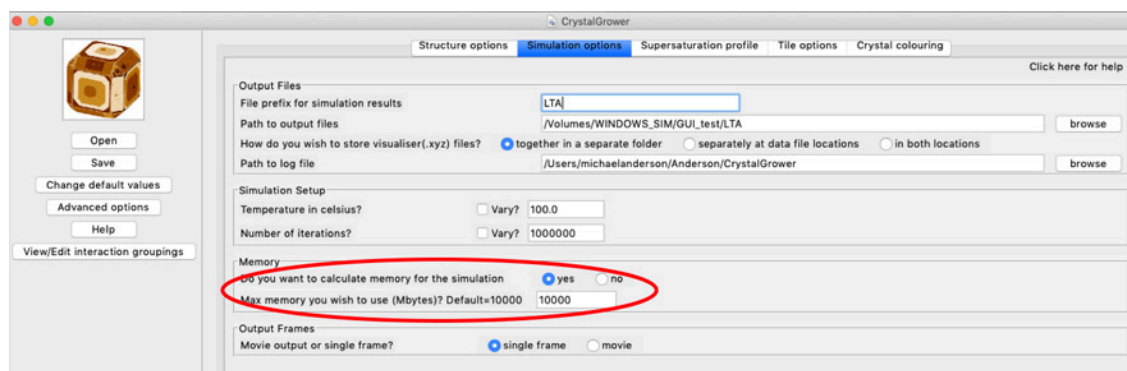 CrystalGrower
Structure options Simulation options Supersaturation profile Tile options Crystal colouring
Click here for help
Open
Save
Change default values
Advanced options
Help
View/Edit interaction groupings
Output Files
File prefix for simulation results LTA
Path to output files /Volumes/WINDOWS_SIM/GUI_test/LTA browse
How do you wish to store visualiser(.xyz) files? together in a separate folder separately at data file locations in both locations
Path to log file /Users/michaelanderson/Anderson/CrystalGrower browse
Simulation Setup
Temperature in celsius? Vary? 100.0
Number of iterations? Vary? 1000000
Memory
Do you want to calculate memory for the simulation yes no
Max memory you wish to use (Mbytes)? Default=10000 10000
Output Frames
Movie output or single frame? single frame movie